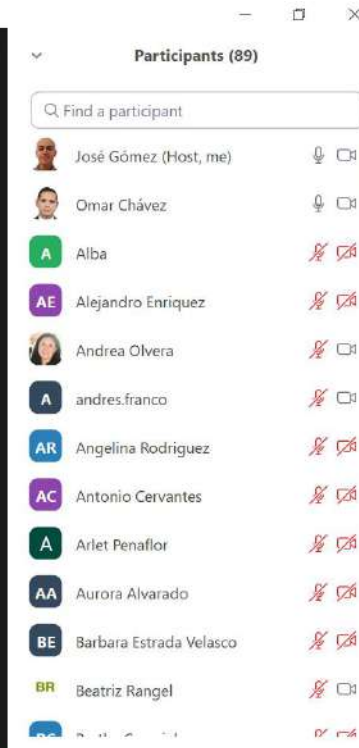 Participants (89)
Find a participant
José Gómez (Host, me)
Omar Chávez
A Alba
AE Alejandro Enriquez
Andrea Olvera
A andres.franco
AR Angelina Rodriguez
AC Antonio Cervantes
A Arlet Penaflor
AA Aurora Alvarado
BE Barbara Estrada Velasco
BR Beatriz Rangel